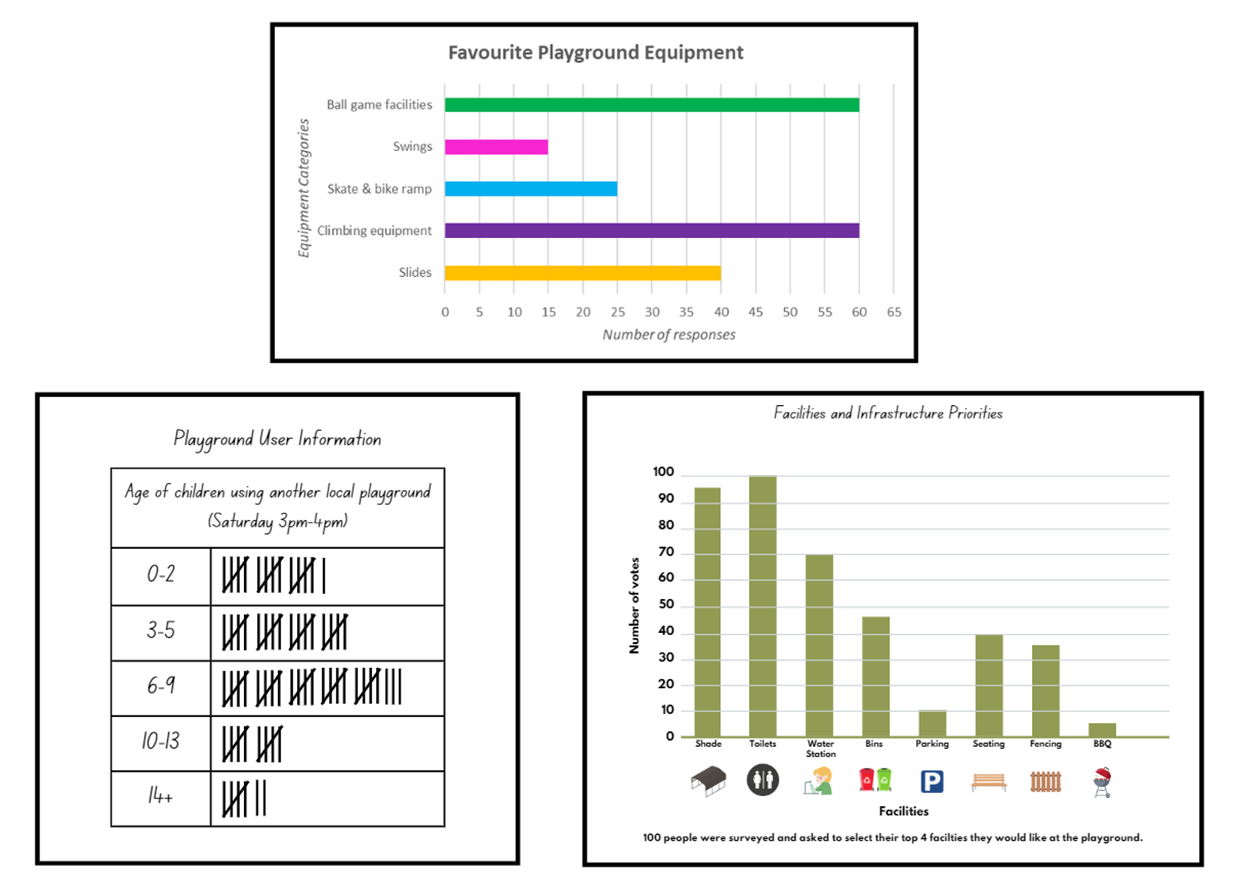 Favourite Playground Equipment
Equipment Categories
Ball game facilities
Swings
Skate & bike ramp
Climbing equipment
Slides
0 5 10 15 20 25 30 35 40 45 50 55 60 65
Number of responses
Playground User Information
Age of children using another local playground
(Saturday 3pm-4pm)
0-2
3-5
6-9
10-13
14+
Facilities and Infrastructure Priorities
Number of votes
100
90
80
70
60
50
40
30
20
10
0
Shade Toilets Water Bins Parking Seating Fencing BBQ
Station
P
Facilities
100 people were surveyed and asked to select their top 4 facilties they would like at the playground.